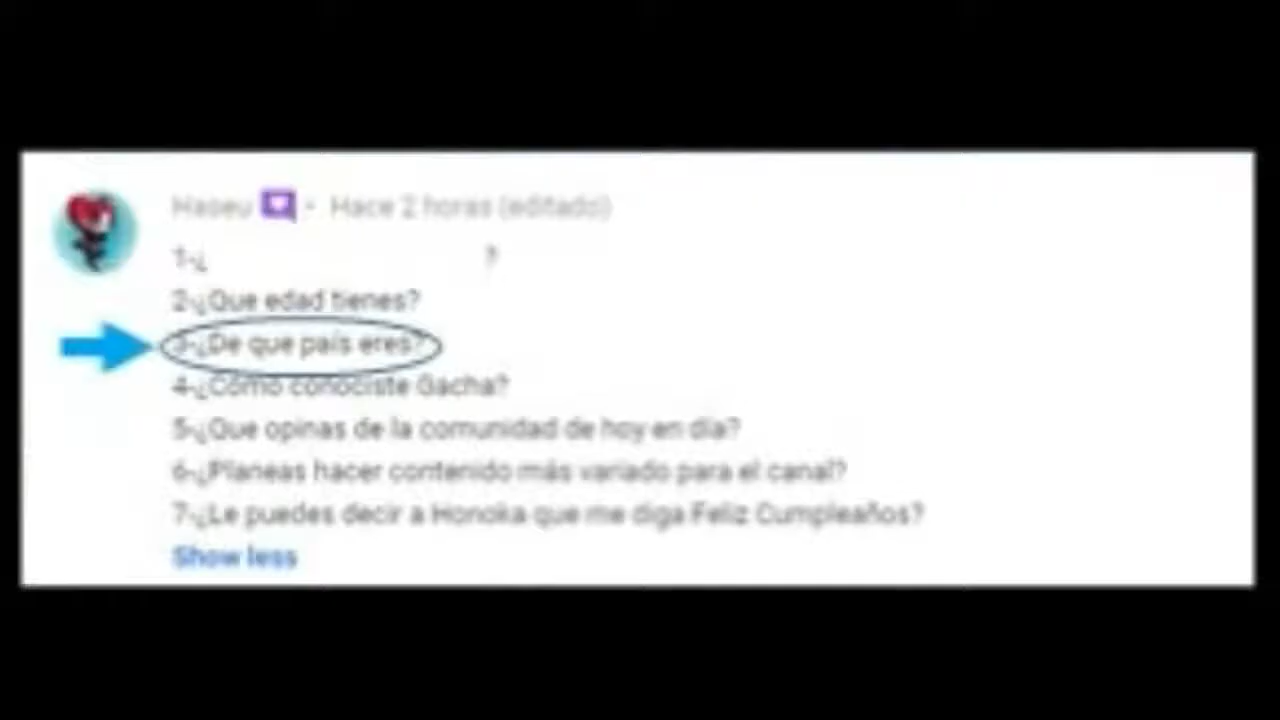 Haseu • Hace 2 horas (editado)
1-¿ ?
2-¿Que edad tienes?
3-¿De que país eres?
4-¿Cómo conociste Gacha?
5-¿Que opinas de la comunidad de hoy en día?
6-¿Planeas hacer contenido más variado para el canal?
7-¿Le puedes decir a Honoka que me diga Feliz Cumpleaños?
Show less